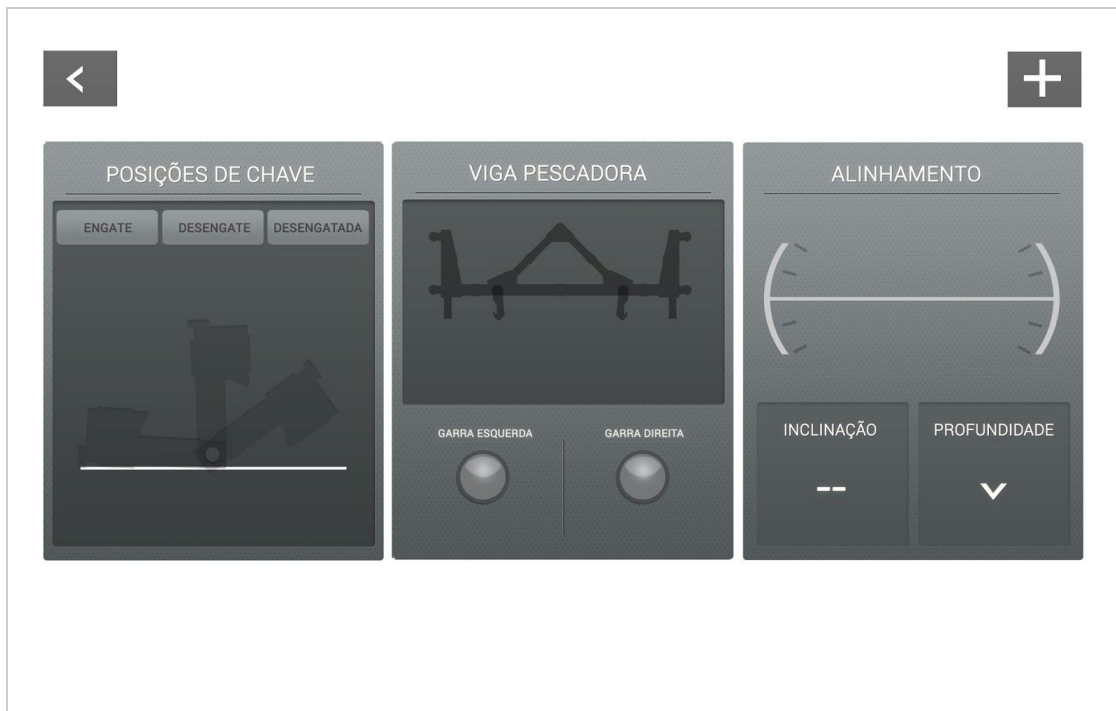 POSIÇÕES DE CHAVE
ENGATE
DESENGATE
DESENGATADA
VIGA PESCADORA
GARRA ESQUERDA
GARRA DIREITA
ALINHAMENTO
INCLINAÇÃO
--
PROFUNDIDADE